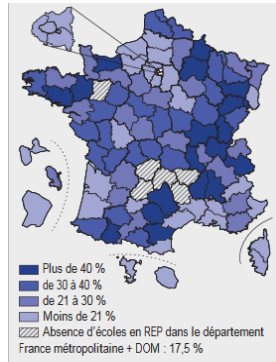 Plus de 40 %
de 30 à 40 %
de 21 à 30 %
Moins de 21 %
Absence d'écoles en REP dans le département
France métropolitaine + DOM : 17,5 %